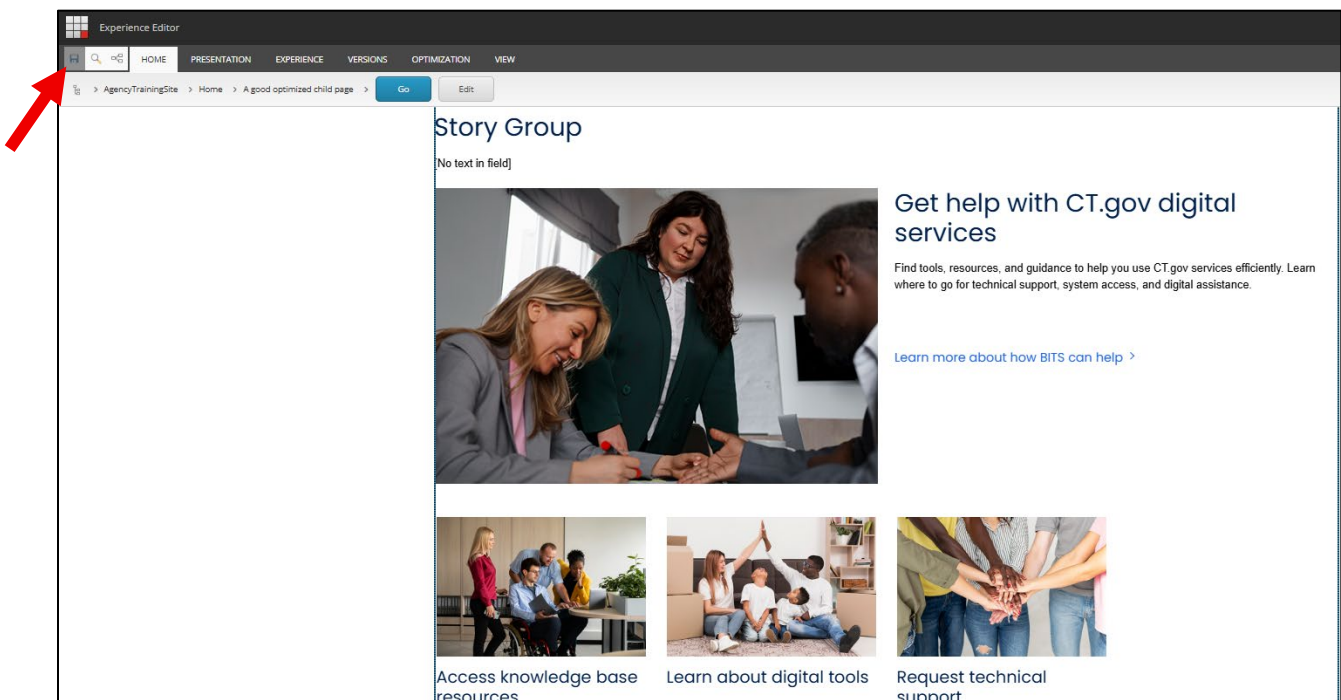 Experience Editor
HOME PRESENTATION EXPERIENCE VERSIONS OPTIMIZATION VIEW
> AgencyTrainingSite > Home > A good optimized child page > Go Edit
Story Group
[No text in field]
Get help with CT.gov digital
services
Find tools, resources, and guidance to help you use CT.gov services efficiently. Learn
where to go for technical support, system access, and digital assistance.
Learn more about how BITS can help >
Access knowledge base
resources
Learn about digital tools
Request technical
support